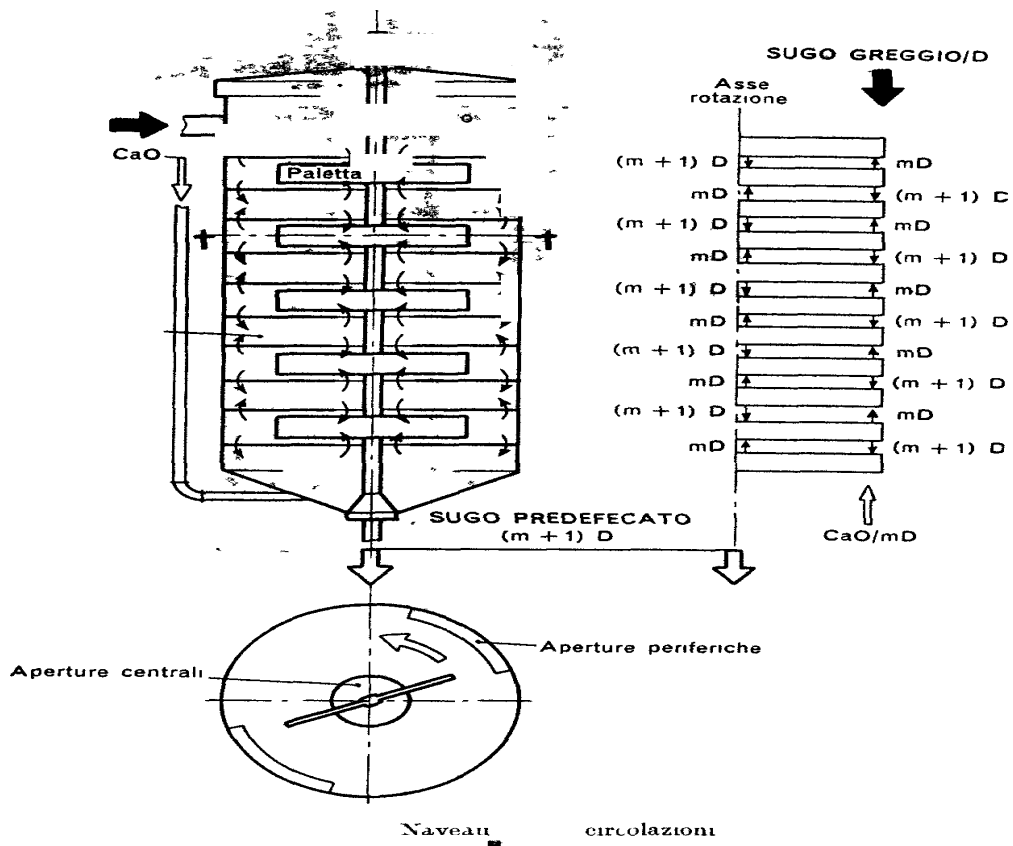 SUGO GREGGIO/D
Asse
rotazione
CaO
Paletta
(m + 1) D mD
mD (m + 1) D
(m + 1) D mD
mD (m + 1) D
(m + 1) D mD
mD (m + 1) D
(m + 1) D mD
mD (m + 1) D
(m + 1) D mD
mD (m + 1) D
SUGO PREDEFECATO
(m + 1) D
CaO/mD
Aperture periferiche
Aperture centrali
Naveau circolazioni